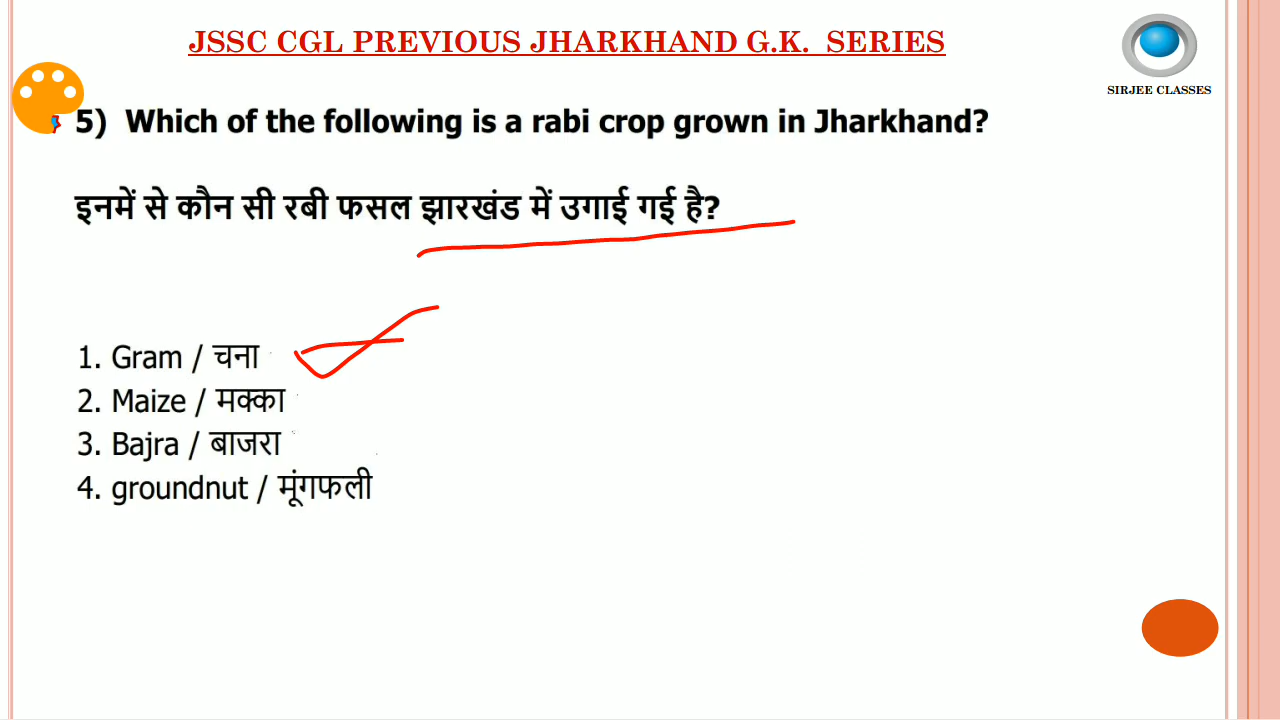 JSSC CGL PREVIOUS JHARKHAND G.K. SERIES
SIRJEE CLASSES
5) Which of the following is a rabi crop grown in Jharkhand?
इनमें से कौन सी रबी फसल झारखंड में उगाई गई है?
1. Gram / चना
2. Maize / मक्का
3. Bajra / बाजरा
4. groundnut / मूंगफली